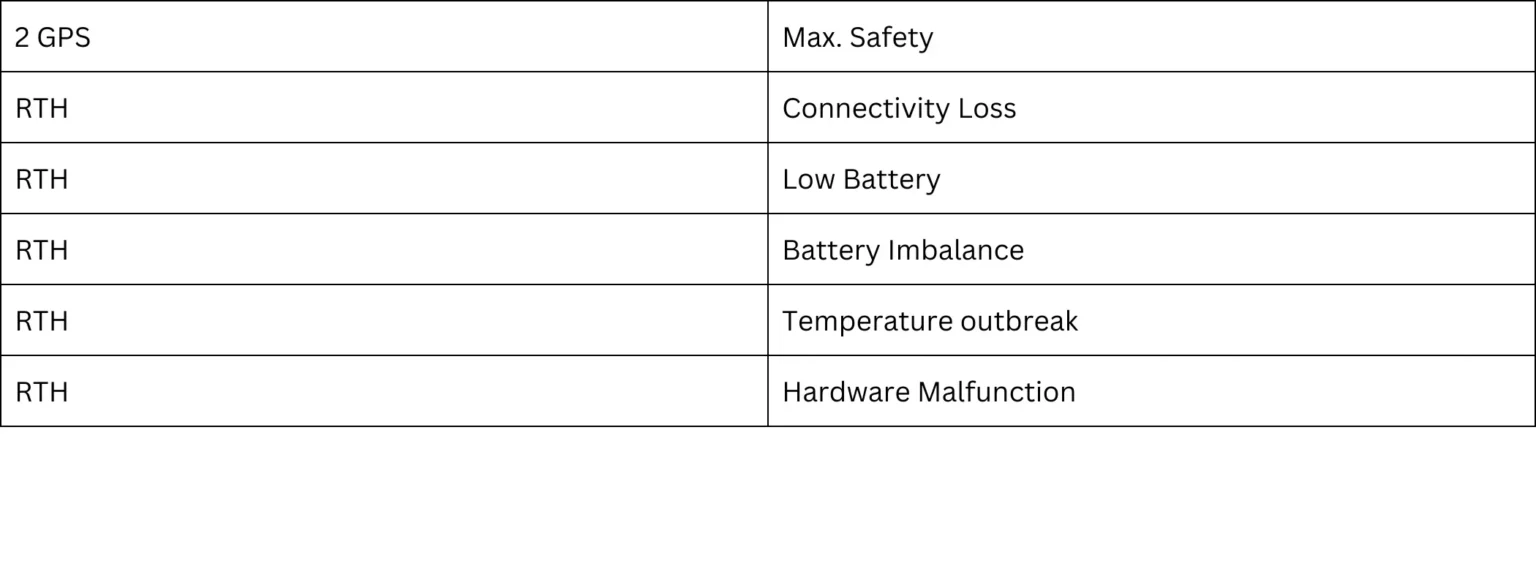 2 GPS Max. Safety
RTH Connectivity Loss
RTH Low Battery
RTH Battery Imbalance
RTH Temperature outbreak
RTH Hardware Malfunction